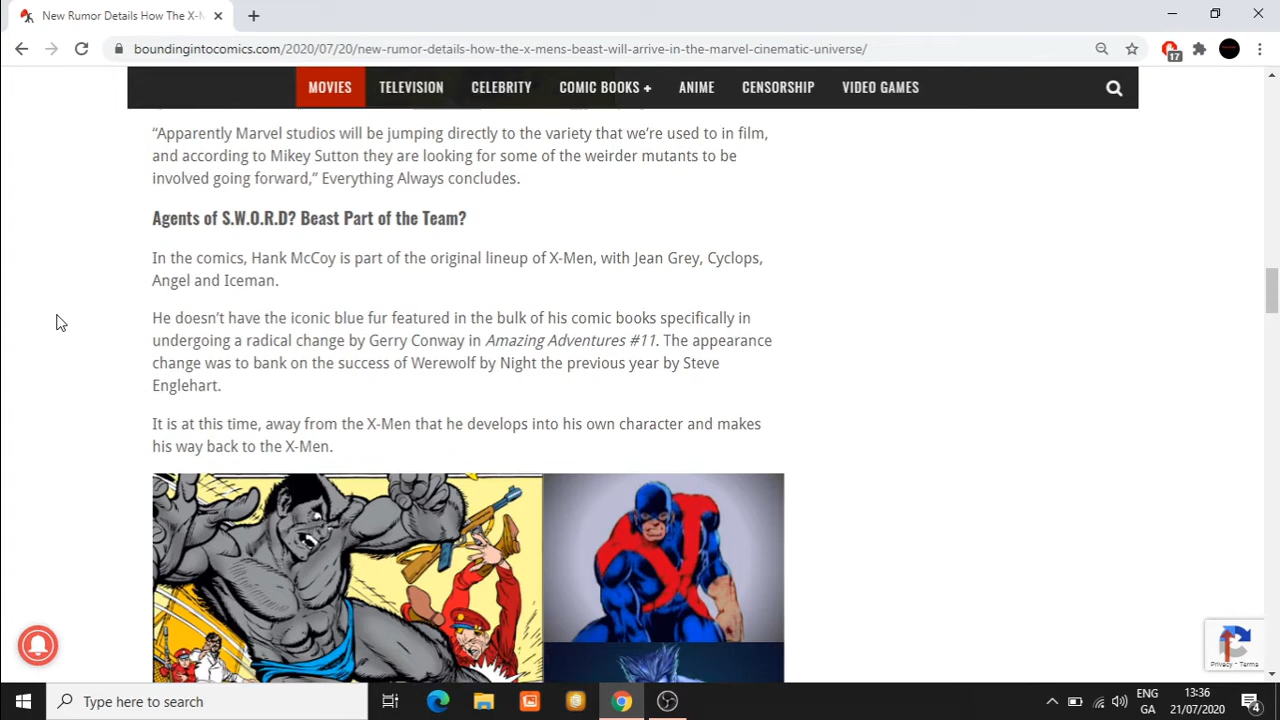 New Rumor Details How The X-M
boundingintocomics.com/2020/07/20/new-rumor-details-how-the-x-mens-beast-will-arrive-in-the-marvel-cinematic-universe/
17
MOVIES TELEVISION CELEBRITY COMIC BOOKS + ANIME CENSORSHIP VIDEO GAMES
“Apparently Marvel studios will be jumping directly to the variety that we’re used to in film,
and according to Mikey Sutton they are looking for some of the weirder mutants to be
involved going forward,” Everything Always concludes.
Agents of S.W.O.R.D? Beast Part of the Team?
In the comics, Hank McCoy is part of the original lineup of X-Men, with Jean Grey, Cyclops,
Angel and Iceman.
He doesn’t have the iconic blue fur featured in the bulk of his comic books specifically in
undergoing a radical change by Gerry Conway in Amazing Adventures #11. The appearance
change was to bank on the success of Werewolf by Night the previous year by Steve
Englehart.
It is at this time, away from the X-Men that he develops into his own character and makes
his way back to the X-Men.
Privacy - Terms
Type here to search
ENG
GA
13:36
21/07/2020
4